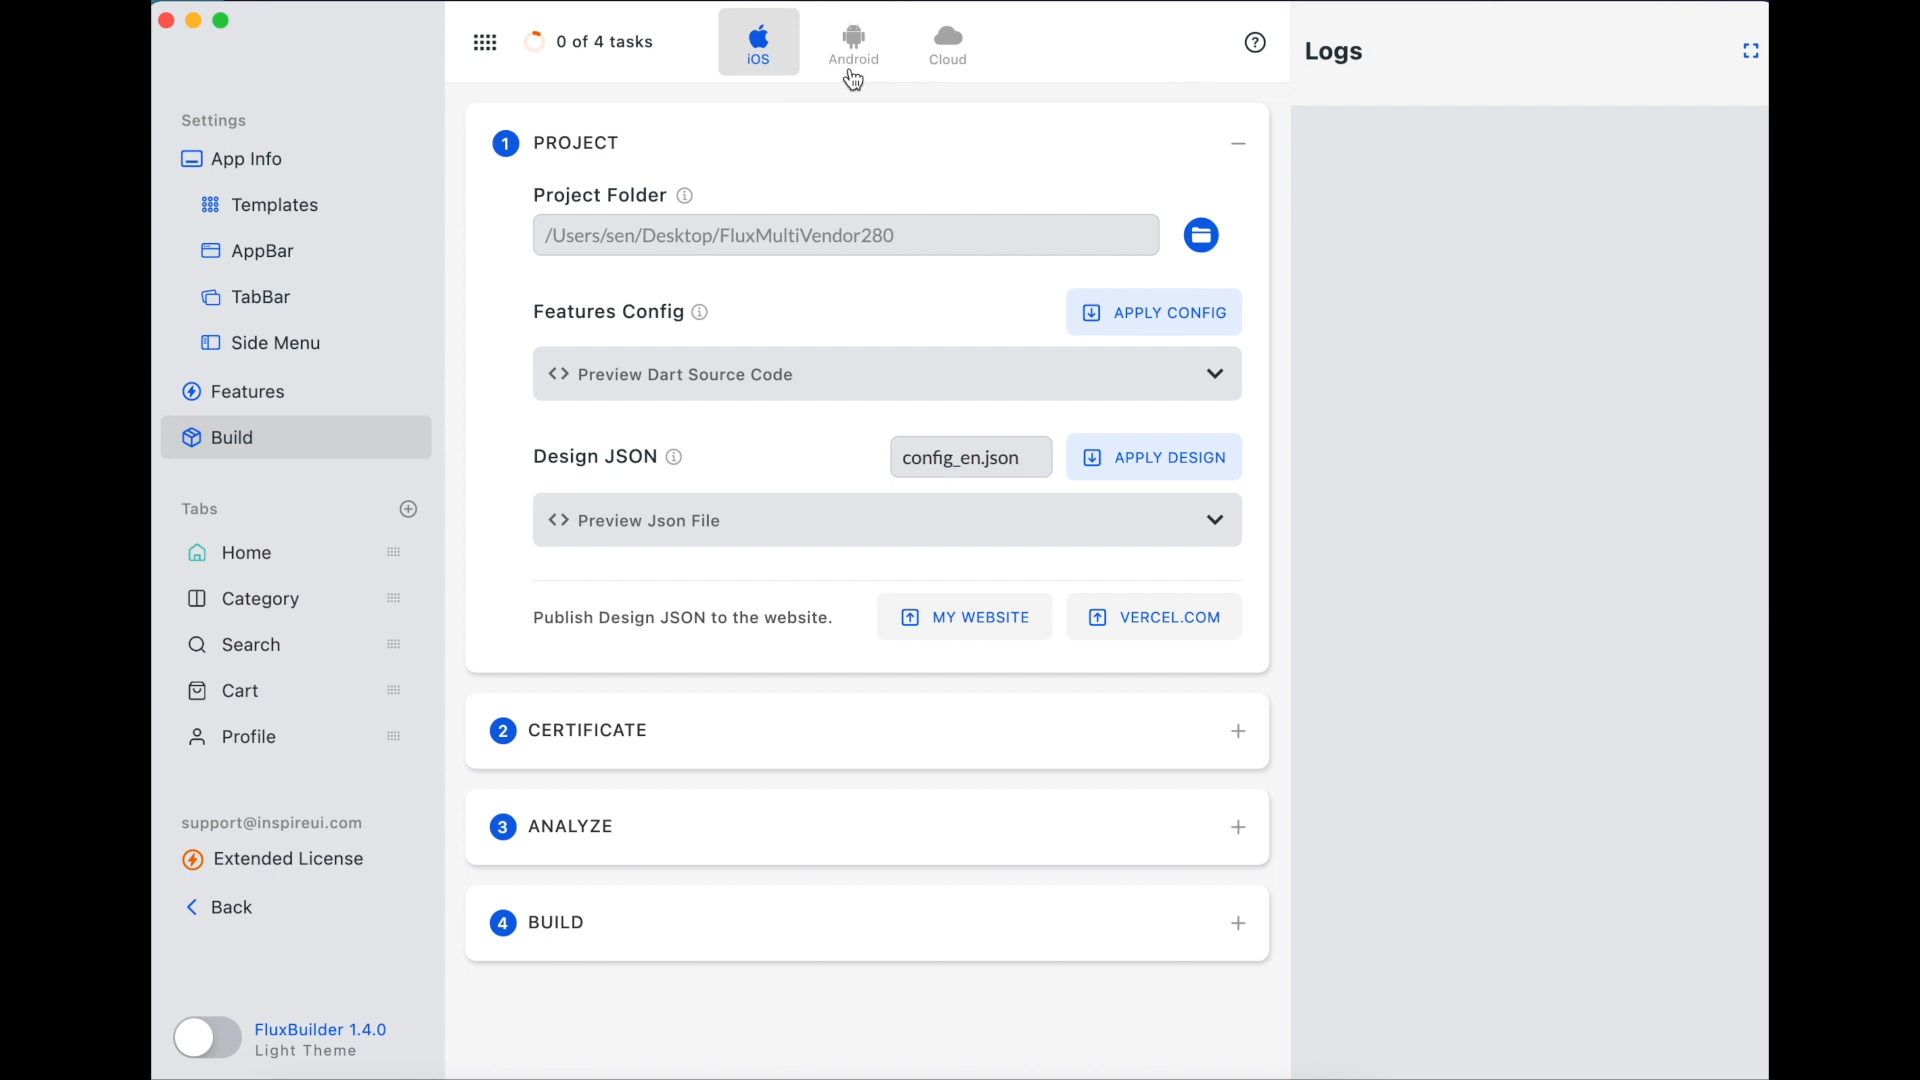 Settings
App Info
Templates
AppBar
TabBar
Side Menu
Features
Build
Tabs
Home
Category
Search
Cart
Profile
support@inspireui.com
Extended License
Back
FluxBuilder 1.4.0
Light Theme
0 of 4 tasks
iOS
Android
Cloud
1 PROJECT
Project Folder
/Users/sen/Desktop/FluxMultiVendor280
Features Config
APPLY CONFIG
Preview Dart Source Code
Design JSON
config_en.json
APPLY DESIGN
Preview Json File
Publish Design JSON to the website.
MY WEBSITE
VERCEL.COM
2 CERTIFICATE
3 ANALYZE
4 BUILD
Logs